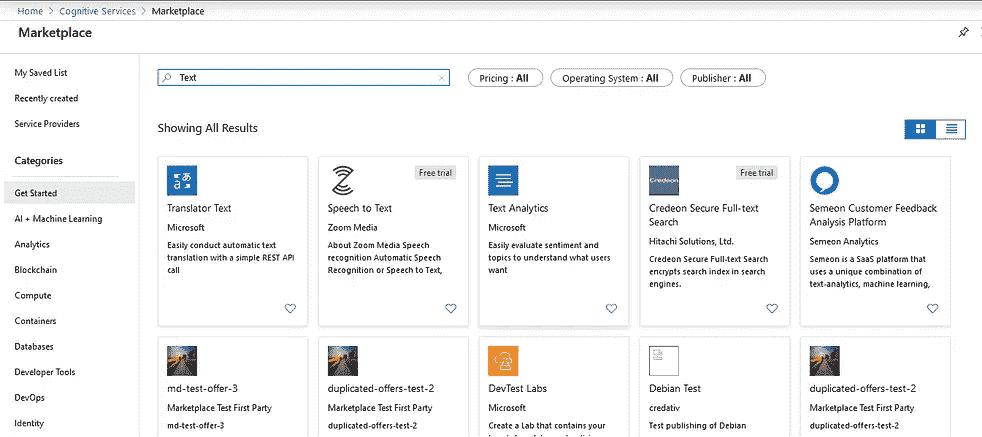 Home > Cognitive Services > Marketplace
Marketplace
My Saved List
Recently created
Service Providers
Categories
Get Started
AI + Machine Learning
Analytics
Blockchain
Compute
Containers
Databases
Developer Tools
DevOps
Identity
Text
Pricing : All
Operating System : All
Publisher : All
Showing All Results
Translator Text
Microsoft
Easily conduct automatic text
translation with a simple REST API
call
Free trial
Speech to Text
Zoom Media
About Zoom Media Speech
recognition Automatic Speech
Recognition or Speech to Text,
Text Analytics
Microsoft
Easily evaluate sentiment and
topics to understand what users
want
Credeon
Free trial
Credeon Secure Full-text
Search
Hitachi Solutions, Ltd.
Credeon Secure Full-text Search
encrypts search index in search
engines.
Semeon Customer Feedback
Analysis Platform
Semeon Analytics
Semeon is a SaaS platform that
uses a unique combination of
text-analytics, machine learning,
md-test-offer-3
Marketplace Test First Party
md-test-offer-3
duplicated-offers-test-2
Marketplace Test First Party
duplicated-offers-test-2
DevTest Labs
Microsoft
Create a Lab that contains your
Debian Test
credativ
Test publishing of Debian
duplicated-offers-test-2
Marketplace Test First Party
duplicated-offers-test-2